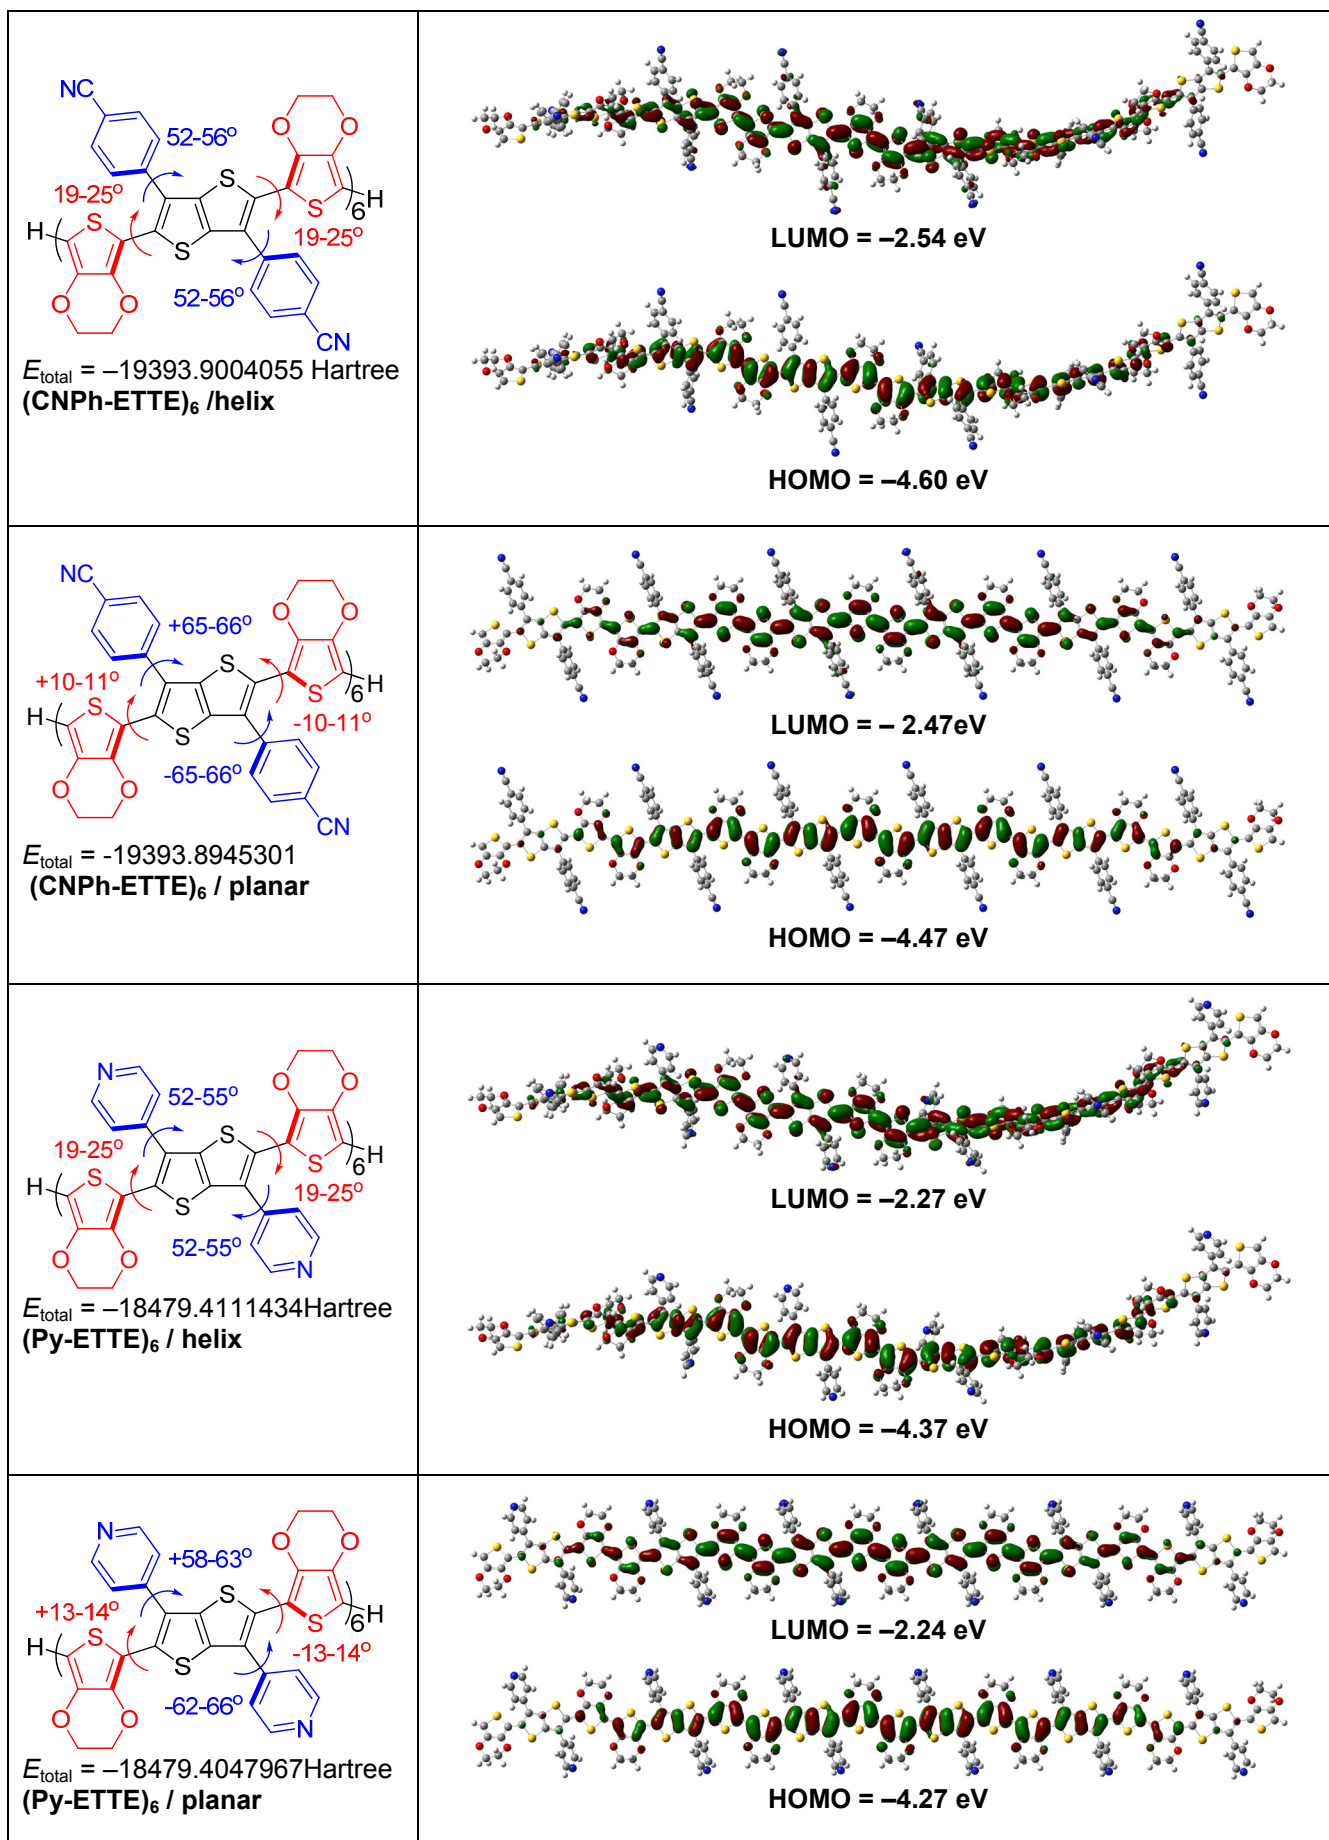 NC
52-56°
O O
19-25°
S
S
S
H
6
H
S
19-25°
O O
52-56°
CN
E_total = –19393.9004055 Hartree
(CNPh-ETTE)₆ /helix
LUMO = –2.54 eV
HOMO = –4.60 eV
NC
+65-66°
O O
+10-11°
S
S
S
H
6
H
S
-10-11°
O O
-65-66°
CN
E_total = -19393.8945301
(CNPh-ETTE)₆ / planar
LUMO = – 2.47eV
HOMO = –4.47 eV
N
52-55°
O O
19-25°
S
S
S
H
6
H
S
19-25°
O O
52-55°
N
E_total = –18479.4111434Hartree
(Py-ETTE)₆ / helix
LUMO = –2.27 eV
HOMO = –4.37 eV
N
+58-63°
O O
+13-14°
S
S
S
H
6
H
S
-13-14°
O O
-62-66°
N
E_total = –18479.4047967Hartree
(Py-ETTE)₆ / planar
LUMO = –2.24 eV
HOMO = –4.27 eV